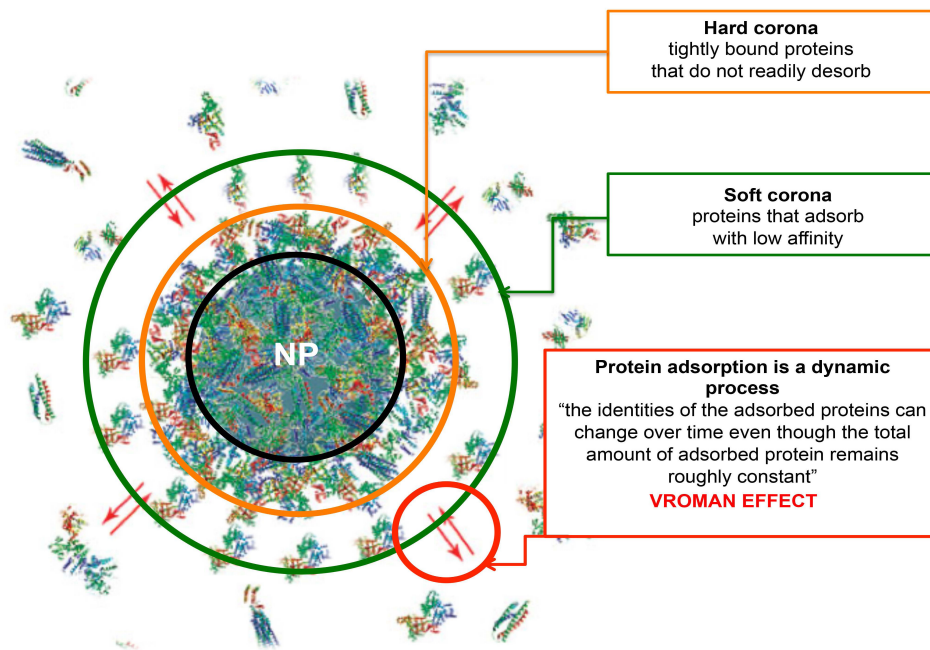 Hard corona
tightly bound proteins
that do not readily desorb
Soft corona
proteins that adsorb
with low affinity
NP
Protein adsorption is a dynamic
process
“the identities of the adsorbed proteins can
change over time even though the total
amount of adsorbed protein remains
roughly constant”
VROMAN EFFECT